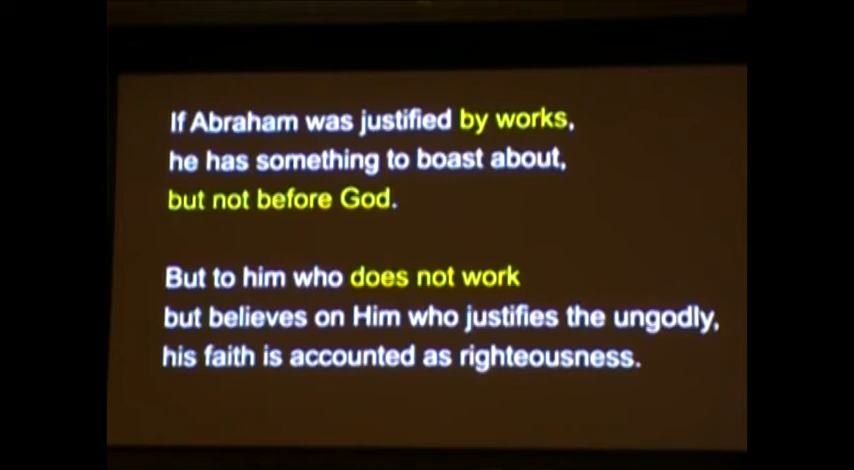 If Abraham was justified by works,
he has something to boast about,
but not before God.
But to him who does not work
but believes on Him who justifies the ungodly,
his faith is accounted as righteousness.